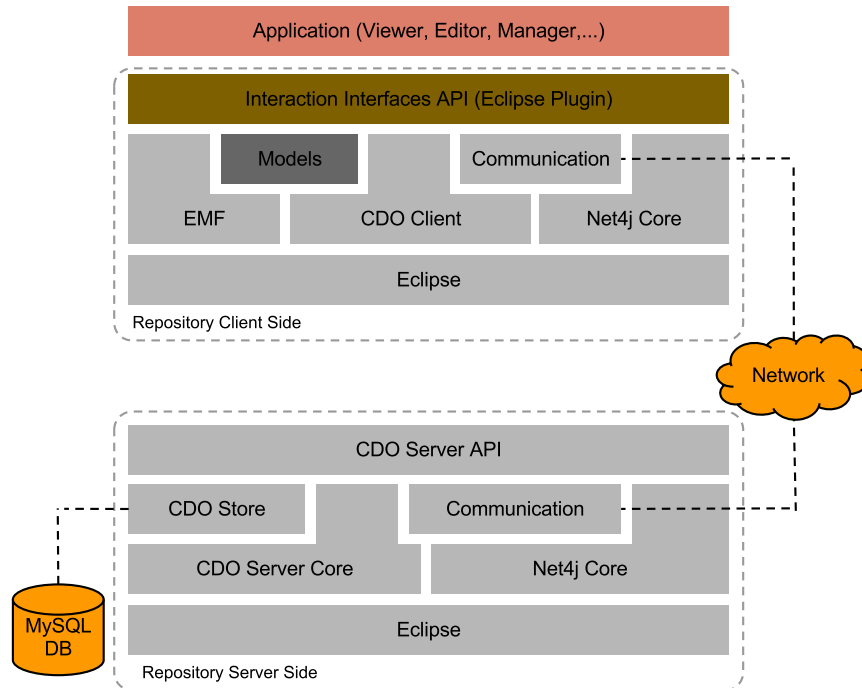 Application (Viewer, Editor, Manager,...)
Interaction Interfaces API (Eclipse Plugin)
Models
Communication
EMF
CDO Client
Net4j Core
Eclipse
Repository Client Side
Network
CDO Server API
CDO Store
Communication
CDO Server Core
Net4j Core
MySQL
DB
Eclipse
Repository Server Side